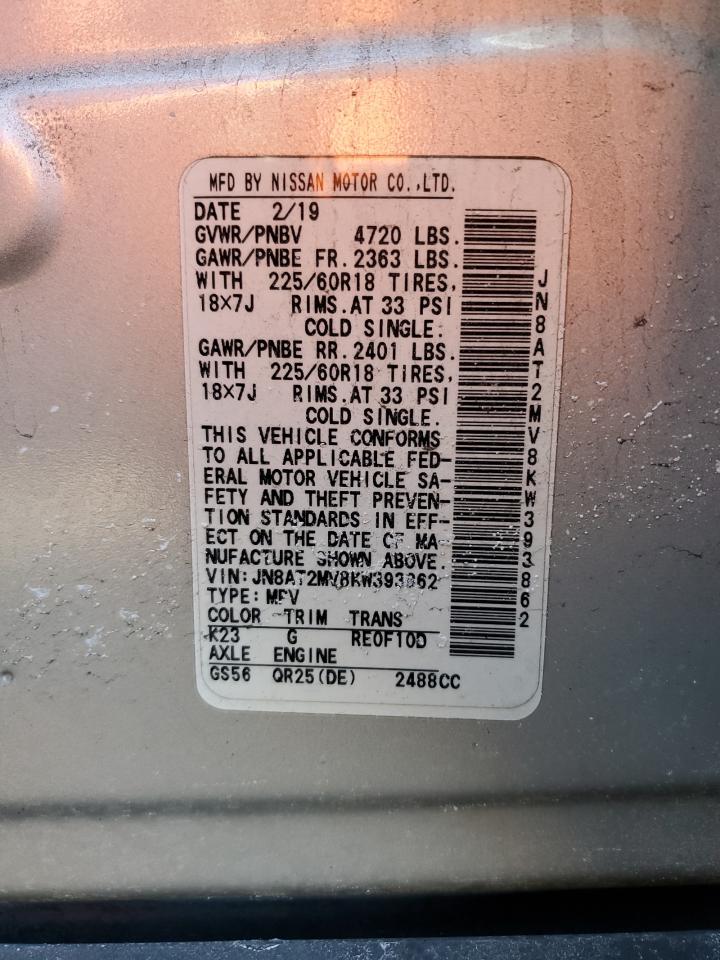 MFD BY NISSAN MOTOR CO.,LTD.
DATE 2/19
GVWR/PNBV 4720 LBS.
GAWR/PNBE FR. 2363 LBS.
WITH 225/60R18 TIRES,
18X7J RIMS. AT 33 PSI
COLD SINGLE.
GAWR/PNBE RR. 2401 LBS.
WITH 225/60R18 TIRES,
18X7J RIMS. AT 33 PSI
COLD SINGLE.
THIS VEHICLE CONFORMS
TO ALL APPLICABLE FED-
ERAL MOTOR VEHICLE SA-
FETY AND THEFT PREVEN-
TION STANDARDS IN EFF-
ECT ON THE DATE OF MA-
NUFACTURE SHOWN ABOVE.
VIN: JN8AT2MV8KW393862
TYPE: MPV
COLOR TRIM TRANS
K23 G RE0F10D
AXLE ENGINE
GS56 QR25(DE) 2488CC
JN8AT2MV8KW393862